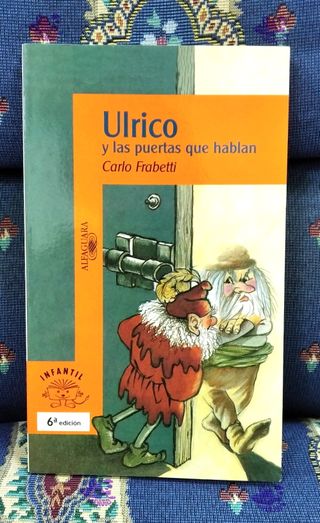 Ulrico
y las puertas que hablan
Carlo Frabetti
ALFAGUARA
INFANTIL
6ª edición